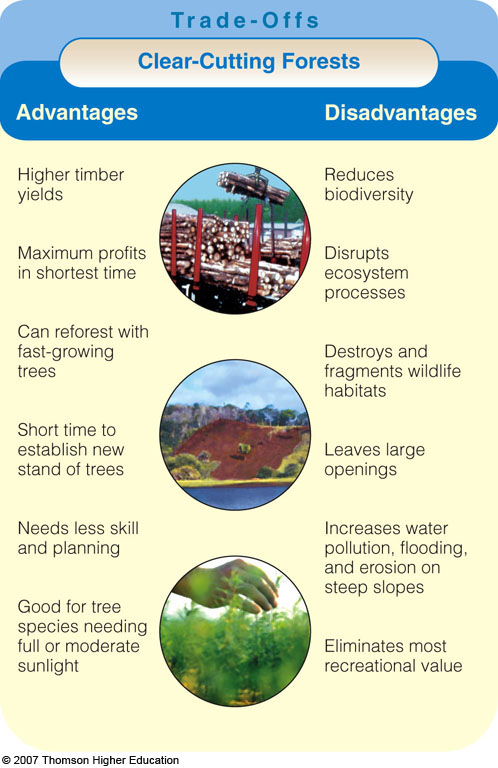 Trade-Offs
Clear-Cutting Forests
Advantages
Higher timber
yields
Maximum profits
in shortest time
Can reforest with
fast-growing
trees
Short time to
establish new
stand of trees
Needs less skill
and planning
Good for tree
species needing
full or moderate
sunlight
Disadvantages
Reduces
biodiversity
Disrupts
ecosystem
processes
Destroys and
fragments wildlife
habitats
Leaves large
openings
Increases water
pollution, flooding,
and erosion on
steep slopes
Eliminates most
recreational value
© 2007 Thomson Higher Education